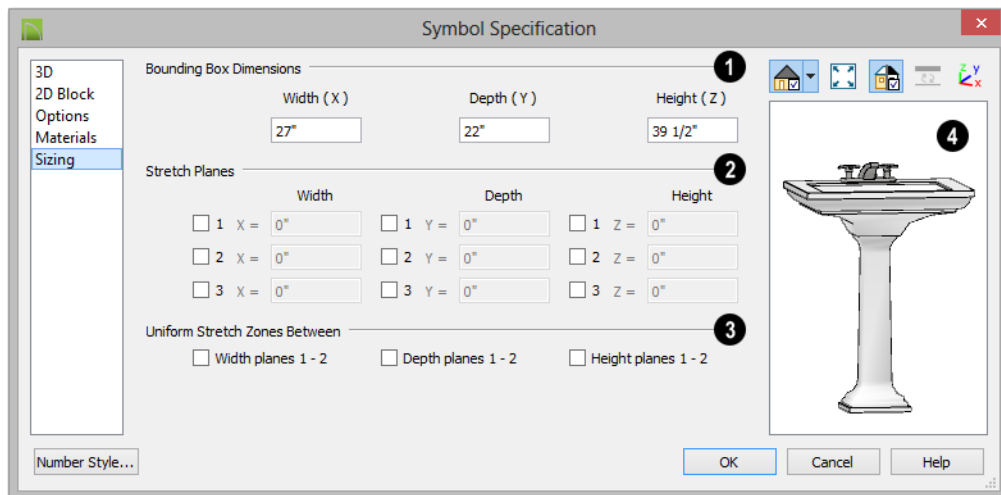 Symbol Specification
×
3D
2D Block
Options
Materials
Sizing
Bounding Box Dimensions 1
Width ( X ) Depth ( Y ) Height ( Z )
27" 22" 39 1/2"
Stretch Planes 2
Width Depth Height
1 X = 0" 1 Y = 0" 1 Z = 0"
2 X = 0" 2 Y = 0" 2 Z = 0"
3 X = 0" 3 Y = 0" 3 Z = 0"
Uniform Stretch Zones Between 3
Width planes 1 - 2 Depth planes 1 - 2 Height planes 1 - 2
z y x
4
Number Style... OK Cancel Help